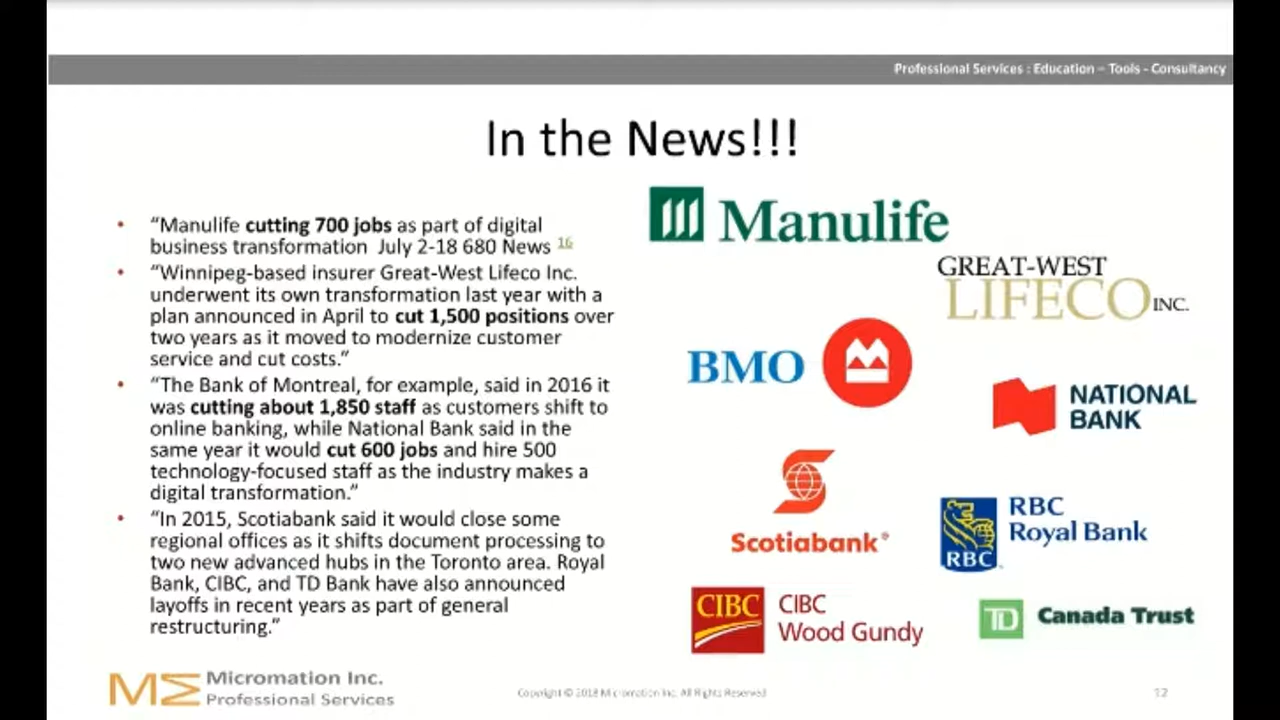 Professional Services : Education – Tools - Consultancy
In the News!!!
• “Manulife cutting 700 jobs as part of digital
business transformation July 2-18 680 News 16
• “Winnipeg-based insurer Great-West Lifeco Inc.
underwent its own transformation last year with a
plan announced in April to cut 1,500 positions over
two years as it moved to modernize customer
service and cut costs.”
• “The Bank of Montreal, for example, said in 2016 it
was cutting about 1,850 staff as customers shift to
online banking, while National Bank said in the
same year it would cut 600 jobs and hire 500
technology-focused staff as the industry makes a
digital transformation.”
• “In 2015, Scotiabank said it would close some
regional offices as it shifts document processing to
two new advanced hubs in the Toronto area. Royal
Bank, CIBC, and TD Bank have also announced
layoffs in recent years as part of general
restructuring.”
Manulife
GREAT-WEST
LIFECO INC.
BMO
NATIONAL
BANK
Scotiabank®
RBC
Royal Bank
RBC
CIBC
CIBC
Wood Gundy
TD Canada Trust
Micromation Inc.
Professional Services
Copyright © 2018 Micromation Inc. All Rights Reserved
12